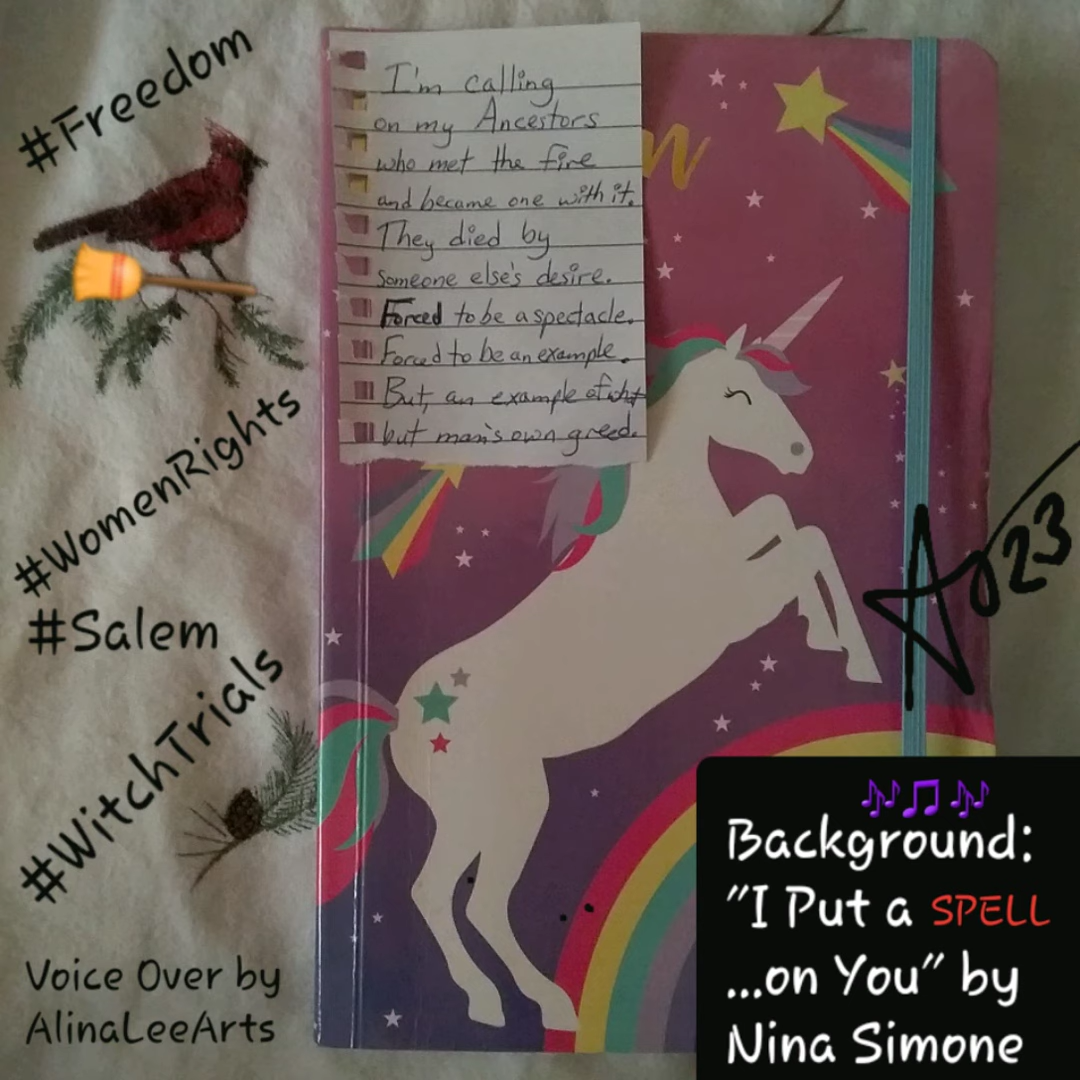 #Freedom
I'm calling
on my Ancestors
who met the fire
and became one with it.
They died by
someone else's desire.
Forced to be a spectacle.
Forced to be an example.
But, an example of wht
but man's own greed.
n
#WomenRights
#Salem
#WitchTrials
23
Voice Over by
AlinaLeeArts
Background:
"I Put a SPELL
...on You" by
Nina Simone